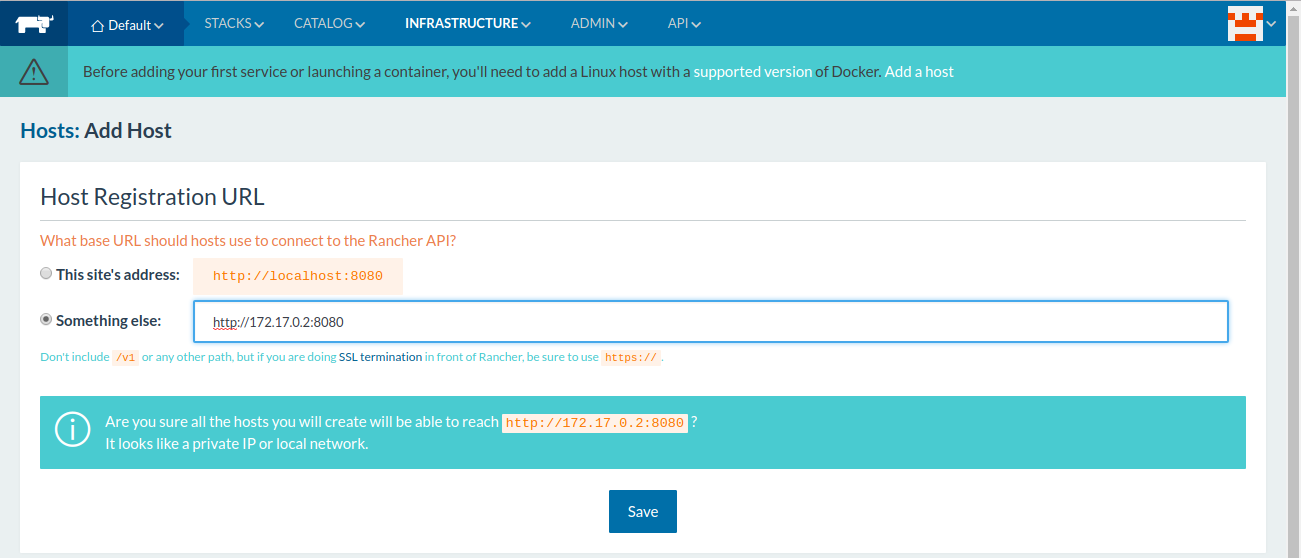 Default STACKS CATALOG INFRASTRUCTURE ADMIN API
Before adding your first service or launching a container, you'll need to add a Linux host with a supported version of Docker. Add a host
Hosts: Add Host
Host Registration URL
What base URL should hosts use to connect to the Rancher API?
This site's address: http://localhost:8080
Something else: http://172.17.0.2:8080
Don't include /v1 or any other path, but if you are doing SSL termination in front of Rancher, be sure to use https:// .
Are you sure all the hosts you will create will be able to reach http://172.17.0.2:8080 ?
It looks like a private IP or local network.
Save